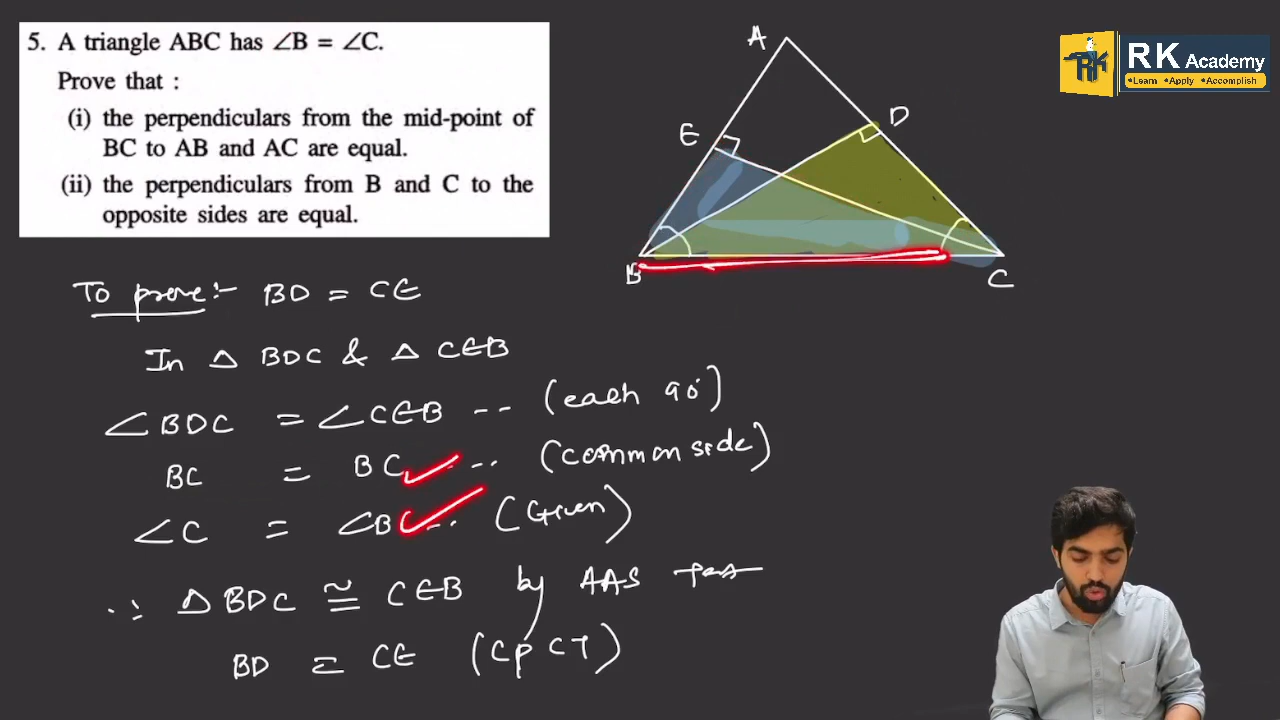 5. A triangle ABC has ∠B = ∠C.
Prove that :
(i) the perpendiculars from the mid-point of
BC to AB and AC are equal.
(ii) the perpendiculars from B and C to the
opposite sides are equal.
A
D
E
B
C
RK
RK Academy
•Learn •Apply •Accomplish
To prove:- BD = CE
In △ BDC & △ CEB
∠BDC = ∠CEB -- (each 90°)
BC = BC -- (common side)
∠C = ∠B -- (Given)
∴ △ BDC ≅ CEB by AAS test
BD = CE (CPCT)